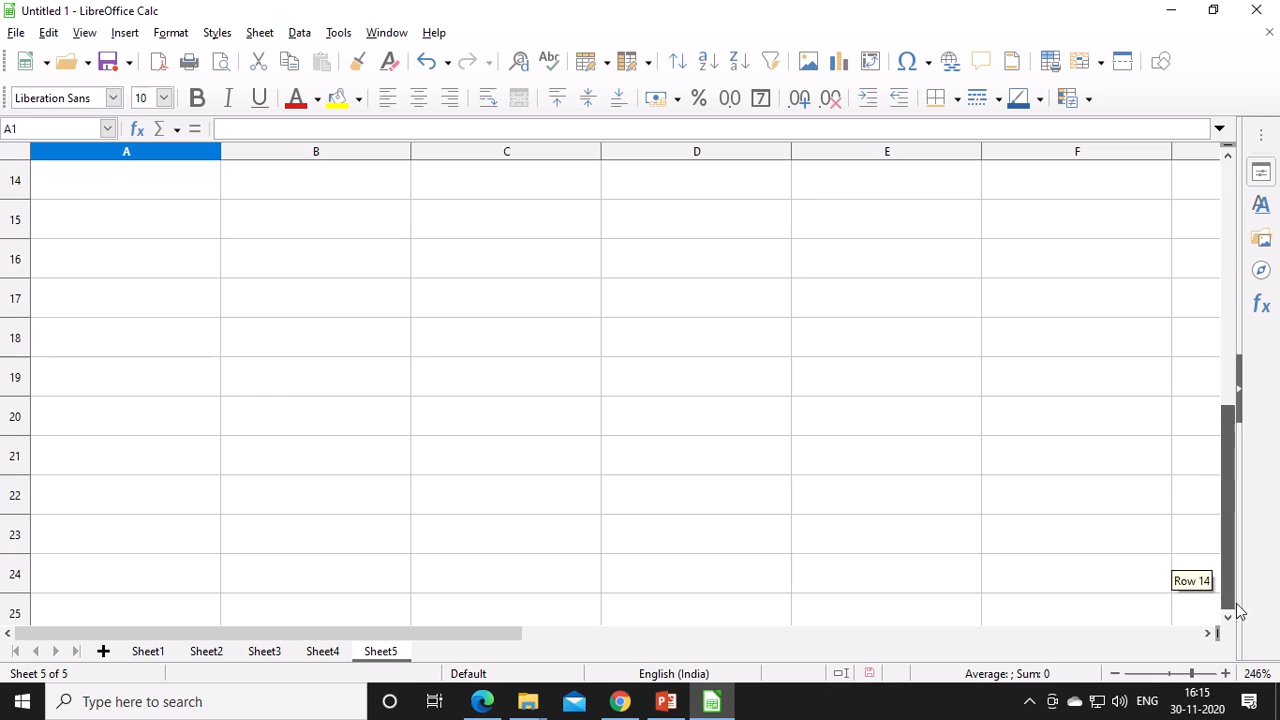 Untitled 1 - LibreOffice Calc
File Edit View Insert Format Styles Sheet Data Tools Window Help
Liberation Sans 10
A1
A B C D E F
14
15
16
17
18
19
20
21
22
23
24
Row 14
25
Sheet1 Sheet2 Sheet3 Sheet4 Sheet5
Sheet 5 of 5 Default English (India) Average: ; Sum: 0 246%
Type here to search ENG 16:15
30-11-2020